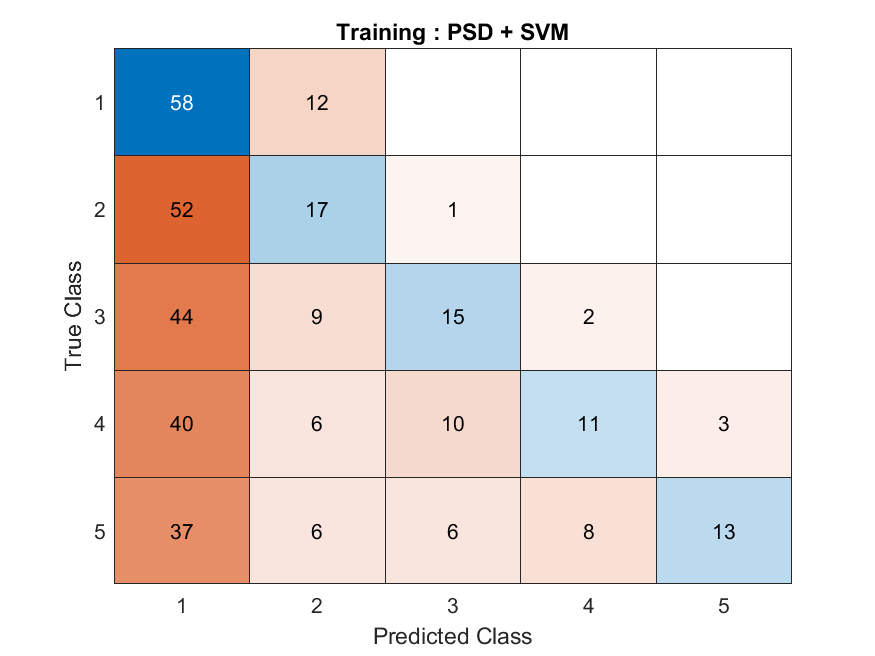 Training : PSD + SVM
1 58 12
2 52 17 1
True Class
3 44 9 15 2
4 40 6 10 11 3
5 37 6 6 8 13
1 2 3 4 5
Predicted Class